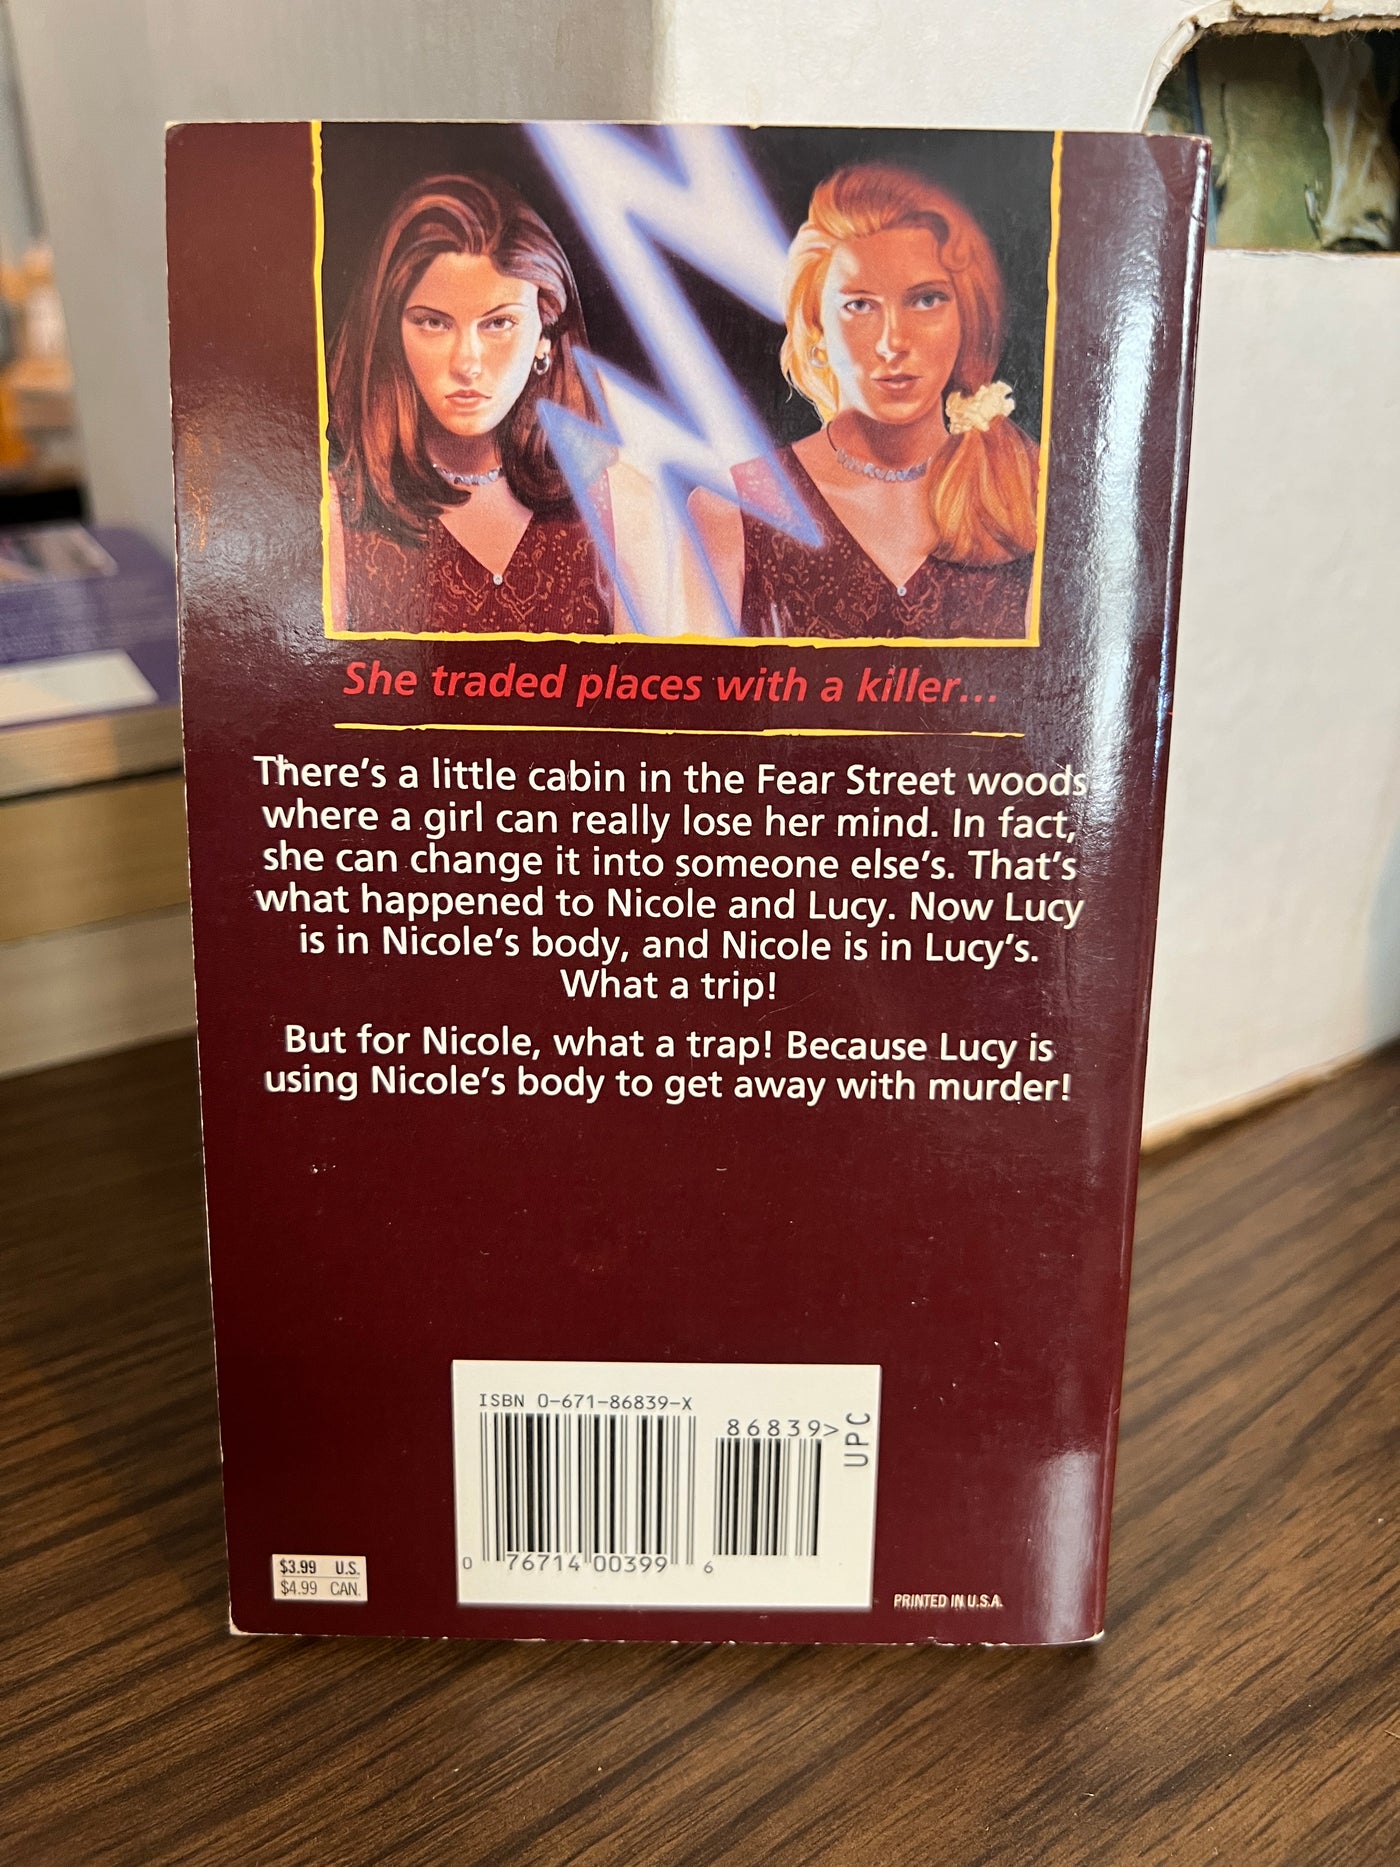 She traded places with a killer...
There's a little cabin in the Fear Street woods
where a girl can really lose her mind. In fact,
she can change it into someone else's. That's
what happened to Nicole and Lucy. Now Lucy
is in Nicole's body, and Nicole is in Lucy's.
What a trip!
But for Nicole, what a trap! Because Lucy is
using Nicole's body to get away with murder!
ISBN 0-671-86839-X
86839>
UPC
0 76714 00399 6
$3.99 U.S.
$4.99 CAN.
PRINTED IN U.S.A.